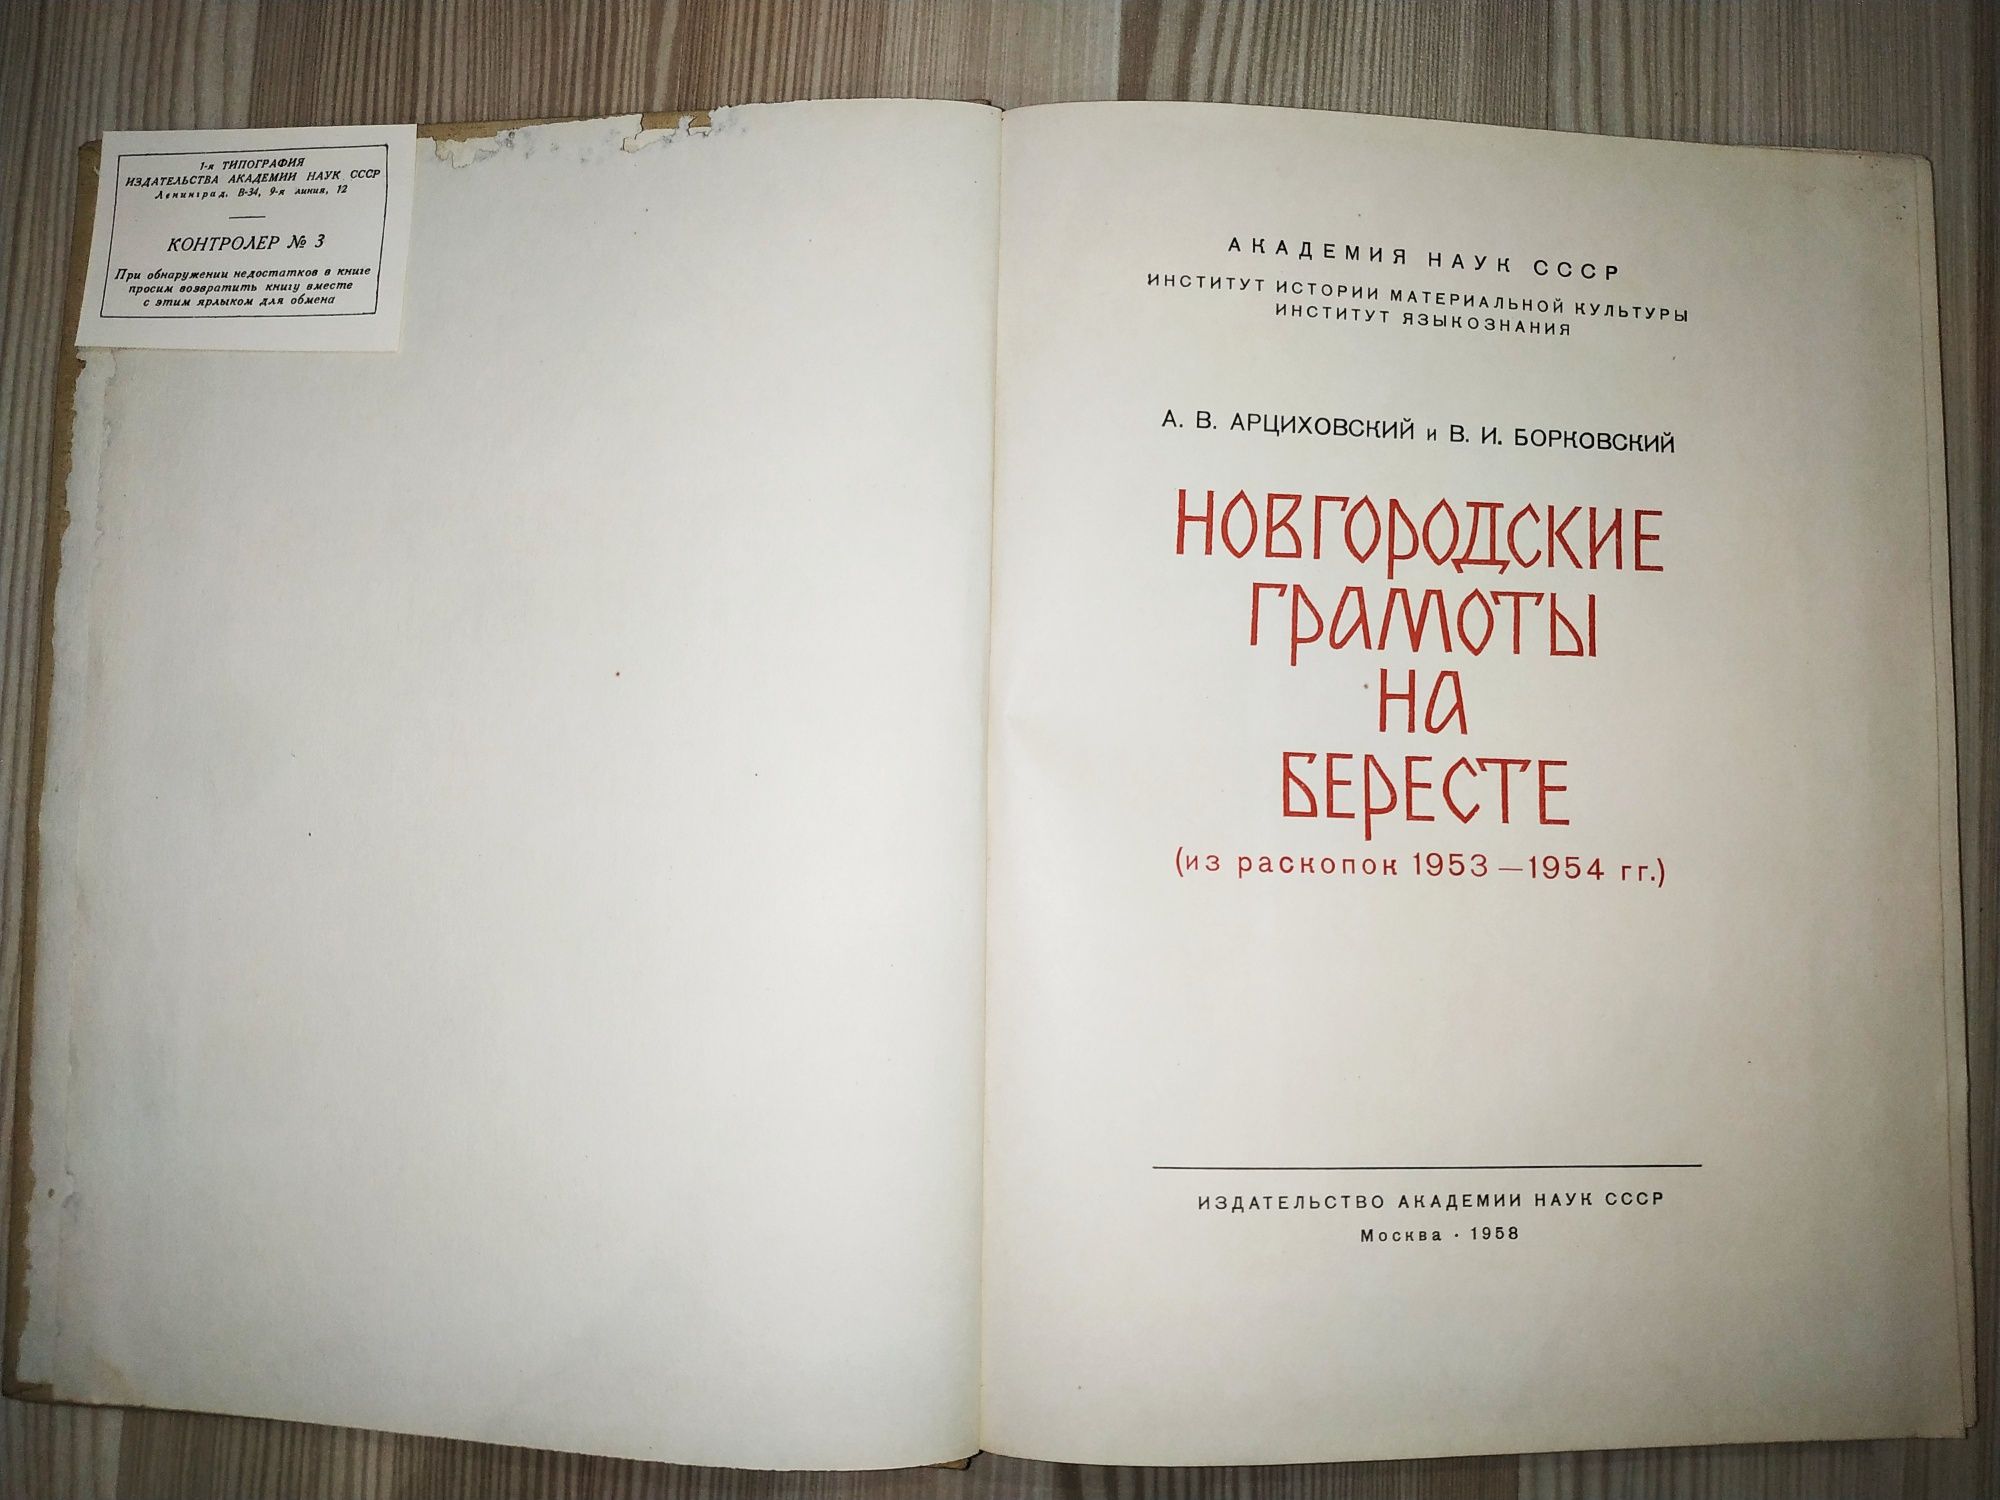 1-я ТИПОГРАФИЯ
ИЗДАТЕЛЬСТВА АКАДЕМИИ НАУК СССР
Ленинград, В-34, 9-я линия, 12
КОНТРОЛЕР № 3
При обнаружении недостатков в книге
просим возвратить книгу вместе
с этим ярлыком для обмена
АКАДЕМИЯ НАУК СССР
ИНСТИТУТ ИСТОРИИ МАТЕРИАЛЬНОЙ КУЛЬТУРЫ
ИНСТИТУТ ЯЗЫКОЗНАНИЯ
А. В. АРЦИХОВСКИЙ и В. И. БОРКОВСКИЙ
НОВГОРОДСКИЕ
ГРАМОТЫ
НА
БЕРЕСТЕ
(из раскопок 1953—1954 гг.)
ИЗДАТЕЛЬСТВО АКАДЕМИИ НАУК СССР
Москва · 1958